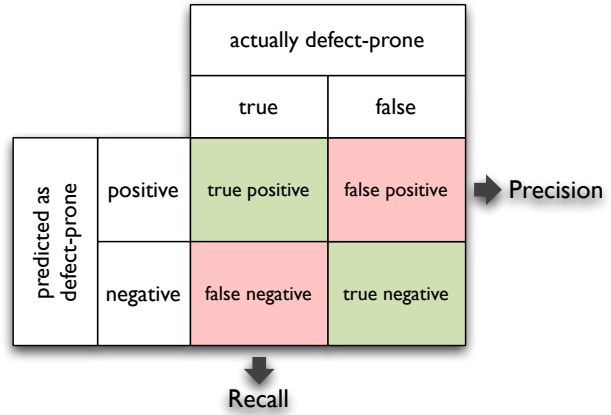 actually defect-prone
true
false
predicted as
defect-prone
positive
true positive
false positive
Precision
negative
false negative
true negative
Recall